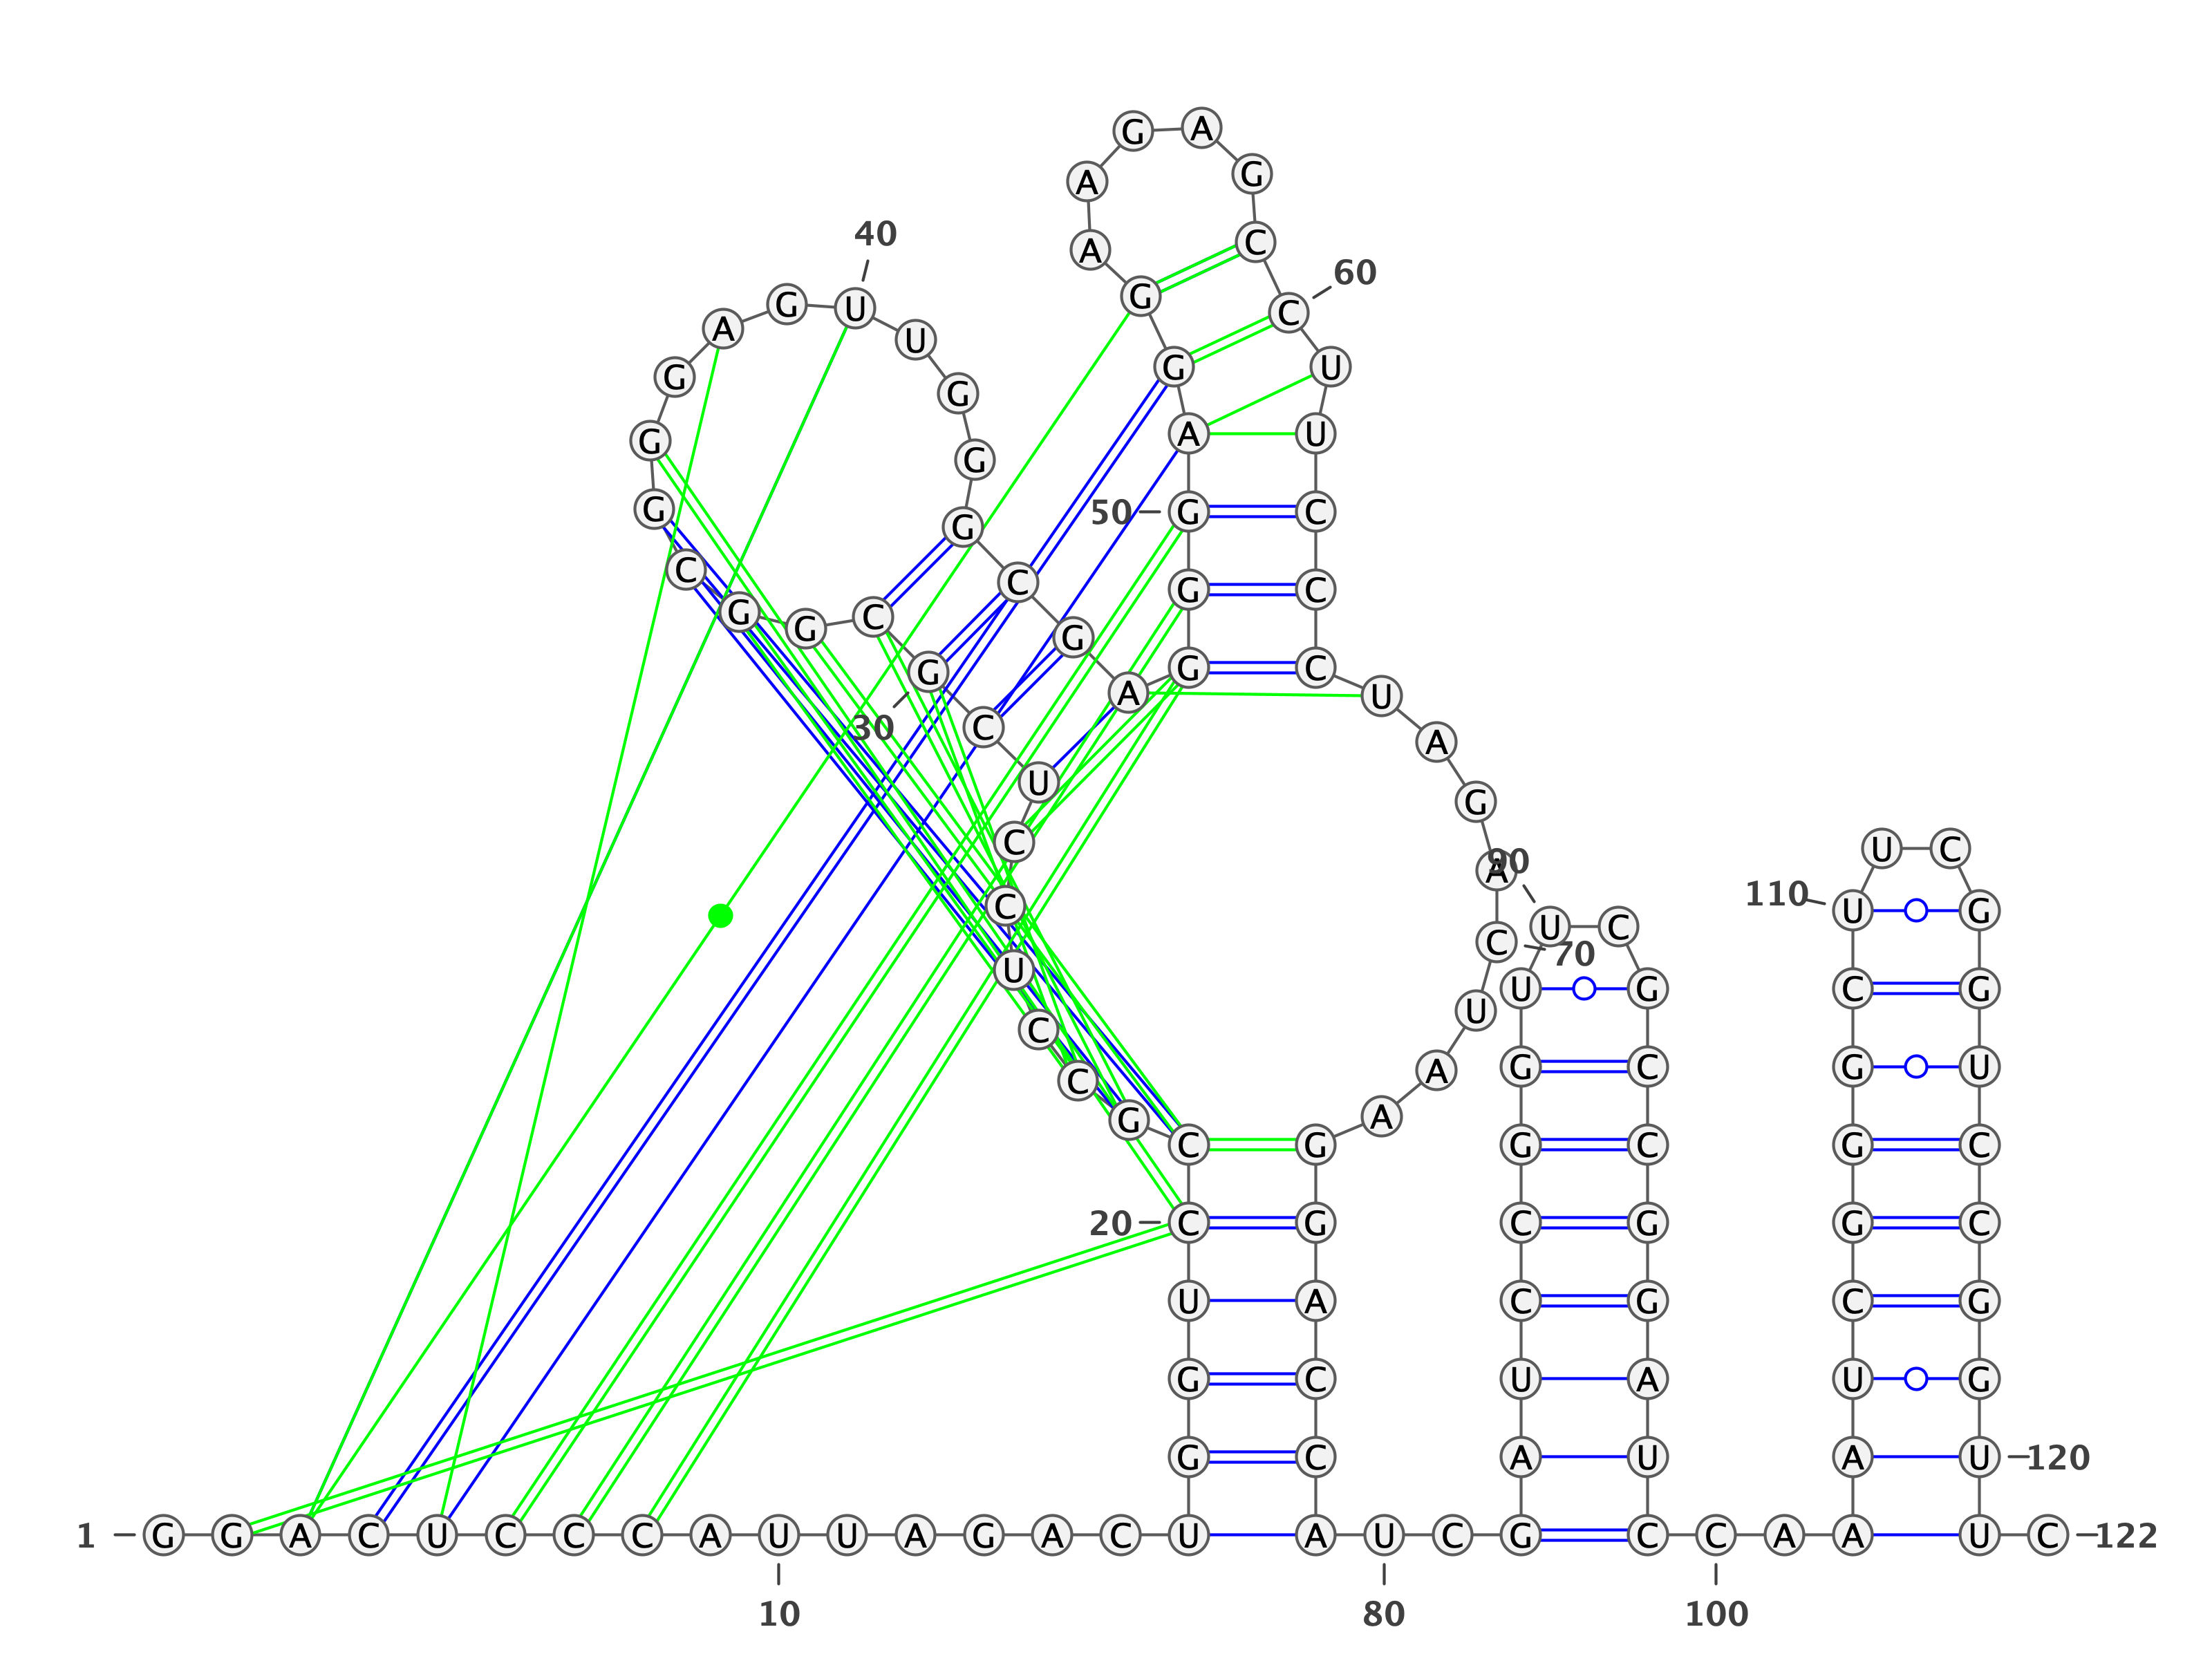 G A
A G
40
A C
60
G U G C
A U
G G G U
G G A U
G G 50 G C
C C G C
G G C G
G A G C U
30 C A
U G
C U C
A 90
C 110 U G
U C
C 70
U U G C G
C U
C A G C G U
G A
C G G C G C
20 C G C G G C
U A C G C G
G C U A U G
G C A U A U 120
1 G G A C U C C C A U U A G A C U A U C G C C A A A U C 122
10 80 100